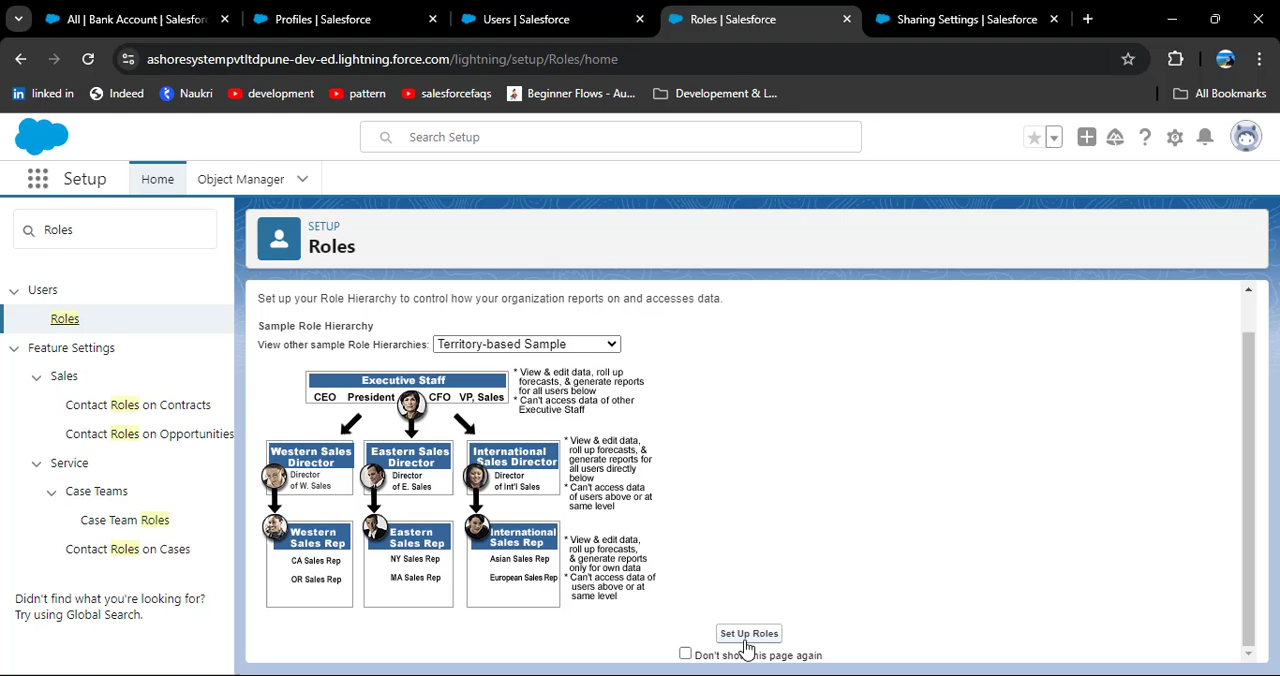 All | Bank Account | Salesforc
Profiles | Salesforce
Users | Salesforce
Roles | Salesforce
Sharing Settings | Salesforce
ashoresystempvtltdpune-dev-ed.lightning.force.com/lightning/setup/Roles/home
linked in
Indeed
Naukri
development
pattern
salesforcefaqs
Beginner Flows - Au...
Developement & L...
All Bookmarks
Search Setup
Setup
Home
Object Manager
Roles
Users
Roles
Feature Settings
Sales
Contact Roles on Contracts
Contact Roles on Opportunities
Service
Case Teams
Case Team Roles
Contact Roles on Cases
Didn't find what you're looking for?
Try using Global Search.
SETUP
Roles
Set up your Role Hierarchy to control how your organization reports on and accesses data.
Sample Role Hierarchy
View other sample Role Hierarchies: Territory-based Sample
Executive Staff
CEO President CFO VP, Sales
* View & edit data, roll up
forecasts, & generate reports
for all users below
* Can't access data of other
Executive Staff
Western Sales
Director
Director
of W. Sales
Eastern Sales
Director
Director
of E. Sales
International
Sales Director
Director
of Int'l Sales
* View & edit data,
roll up forecasts, &
generate reports for
all users directly
below
* Can't access data
of users above or at
same level
Western
Sales Rep
CA Sales Rep
OR Sales Rep
Eastern
Sales Rep
NY Sales Rep
MA Sales Rep
International
Sales Rep
Asian Sales Rep
European Sales Rep
* View & edit data,
roll up forecasts,
& generate reports
only for own data
* Can't access data of
users above or at
same level
Set Up Roles
Don't show this page again